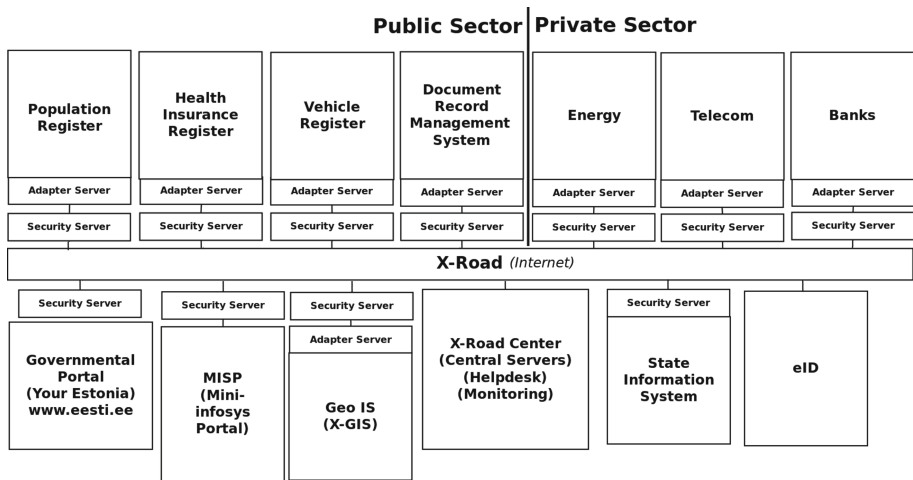 Public Sector
Private Sector
Population
Register
Health
Insurance
Register
Vehicle
Register
Document
Record
Management
System
Energy
Telecom
Banks
Adapter Server
Adapter Server
Adapter Server
Adapter Server
Adapter Server
Adapter Server
Adapter Server
Security Server
Security Server
Security Server
Security Server
Security Server
Security Server
Security Server
X-Road (Internet)
Security Server
Governmental
Portal
(Your Estonia)
www.eesti.ee
Security Server
MISP
(Mini-
infosys
Portal)
Security Server
Adapter Server
Geo IS
(X-GIS)
X-Road Center
(Central Servers)
(Helpdesk)
(Monitoring)
Security Server
State
Information
System
eID